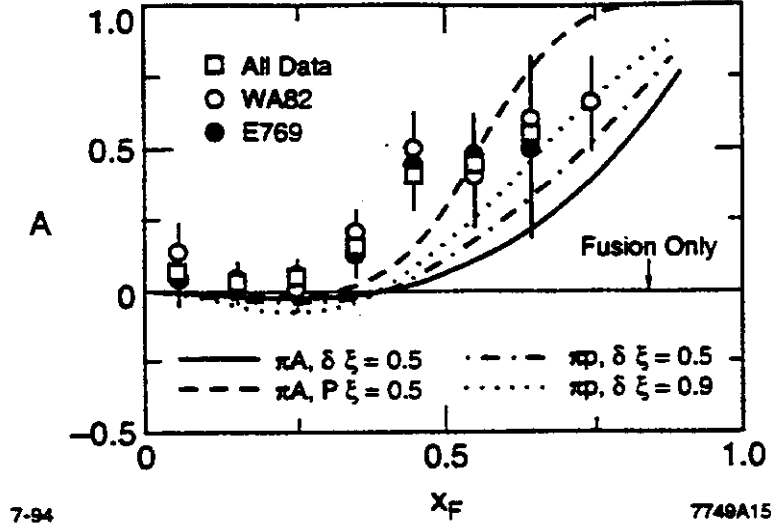 1.0
All Data
WA82
E769
0.5
A
Fusion Only
0
πA, δ ξ = 0.5
πp, δ ξ = 0.5
πA, P ξ = 0.5
πp, δ ξ = 0.9
−0.5
0 0.5 1.0
xF
7-94 7749A15